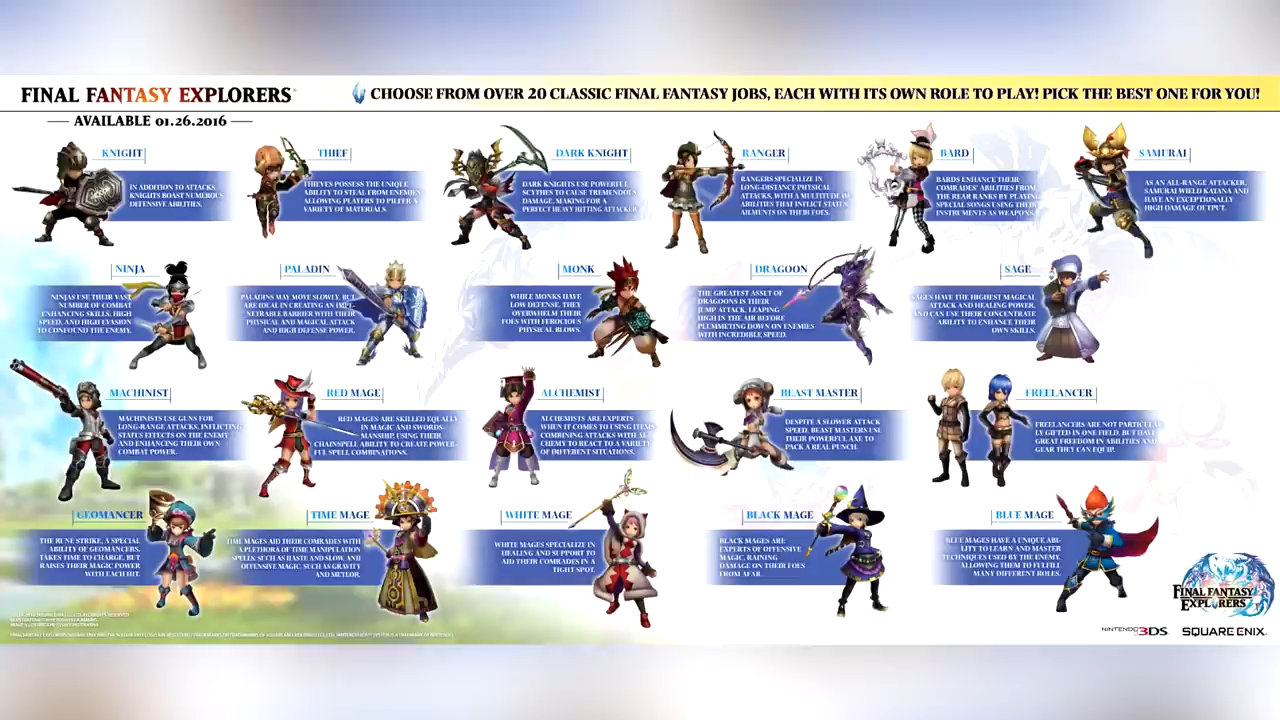 FINAL FANTASY EXPLORERS
CHOOSE FROM OVER 20 CLASSIC FINAL FANTASY JOBS, EACH WITH ITS OWN ROLE TO PLAY! PICK THE BEST ONE FOR YOU!
AVAILABLE 01.26.2016
KNIGHT
IN ADDITION TO ATTACKS,
KNIGHTS BOAST NUMEROUS
DEFENSIVE ABILITIES.
THIEF
THIEVES POSSESS THE UNIQUE
ABILITY TO STEAL FROM ENEMIES
ALLOWING PLAYERS TO PILFER A
VARIETY OF MATERIALS.
DARK KNIGHT
DARK KNIGHTS USE POWERFUL
SCYTHES TO CAUSE TREMENDOUS
DAMAGE, MAKING FOR A
PERFECT HEAVY HITTING ATTACKER.
RANGER
RANGERS SPECIALIZE IN
LONG-DISTANCE PHYSICAL
ATTACKS, WITH A MULTITUDE OF
ABILITIES THAT INFLICT STATUS
AILMENTS ON THEIR FOES.
BARD
BARDS ENHANCE THEIR
COMRADES' ABILITIES FROM
THE REAR RANKS BY PLAYING
SPECIAL SONGS USING THEIR
INSTRUMENTS AS WEAPONS.
SAMURAI
AS AN ALL-RANGE ATTACKER,
SAMURAI WIELD KATANA AND
HAVE AN EXCEPTIONALLY
HIGH DAMAGE OUTPUT.
NINJA
NINJAS USE THEIR VAST
NUMBER OF COMBAT
ENHANCING SKILLS, HIGH
SPEED, AND HIGH EVASION
TO CONFOUND THE ENEMY.
PALADIN
PALADINS MAY MOVE SLOWLY, BUT
ARE IDEAL IN CREATING AN IMPE-
NETRABLE BARRIER WITH THEIR
PHYSICAL AND MAGICAL ATTACK
AND HIGH DEFENSE POWER.
MONK
WHILE MONKS HAVE
LOW DEFENSE, THEY
OVERWHELM THEIR
FOES WITH FEROCIOUS
PHYSICAL BLOWS.
DRAGOON
THE GREATEST ASSET OF
DRAGOONS IS THEIR
JUMP ATTACK, LEAPING
HIGH IN THE AIR BEFORE
PLUMMETING DOWN ON ENEMIES
WITH INCREDIBLE SPEED.
SAGE
SAGES HAVE THE HIGHEST MAGICAL
ATTACK AND HEALING POWER,
AND CAN USE THEIR CONCENTRATE
ABILITY TO ENHANCE THEIR
OWN SKILLS.
MACHINIST
MACHINISTS USE GUNS FOR
LONG-RANGE ATTACKS, INFLICTING
STATUS EFFECTS ON THE ENEMY
AND ENHANCING THEIR OWN
COMBAT POWER.
RED MAGE
RED MAGES ARE SKILLED EQUALLY
IN MAGIC AND SWORDS-
MANSHIP, USING THEIR
CHAINSPELL ABILITY TO CREATE POWER-
FUL SPELL COMBINATIONS.
ALCHEMIST
ALCHEMISTS ARE EXPERTS
WHEN IT COMES TO USING ITEMS
COMBINING ATTACKS WITH AL-
CHEMY TO REACT TO A VARIETY
OF DIFFERENT SITUATIONS.
BEAST MASTER
DESPITE A SLOWER ATTACK
SPEED, BEAST MASTERS USE
THEIR POWERFUL AXE TO
PACK A REAL PUNCH.
FREELANCER
FREELANCERS ARE NOT PARTICULAR-
LY GIFTED IN ONE FIELD, BUT HAVE
GREAT FREEDOM IN ABILITIES AND
GEAR THEY CAN EQUIP.
GEOMANCER
THE RUNE STRIKE, A SPECIAL
ABILITY OF GEOMANCERS,
TAKES TIME TO CHARGE, BUT
RAISES THEIR MAGIC POWER
WITH EACH HIT.
TIME MAGE
TIME MAGES AID THEIR COMRADES WITH
A PLETHORA OF TIME MANIPULATION
SPELLS, SUCH AS HASTE AND SLOW, AND
OFFENSIVE MAGIC, SUCH AS GRAVITY
AND METEOR.
WHITE MAGE
WHITE MAGES SPECIALIZE IN
HEALING AND SUPPORT TO
AID THEIR COMRADES IN A
TIGHT SPOT.
BLACK MAGE
BLACK MAGES ARE
EXPERTS OF OFFENSIVE
MAGIC, RAINING
DAMAGE ON THEIR FOES
FROM AFAR.
BLUE MAGE
BLUE MAGES HAVE A UNIQUE ABI-
LITY TO LEARN AND MASTER
TECHNIQUES USED BY THE ENEMY,
ALLOWING THEM TO FULFILL
MANY DIFFERENT ROLES.
FINAL FANTASY
EXPLORERS
NINTENDO 3DS
SQUARE ENIX